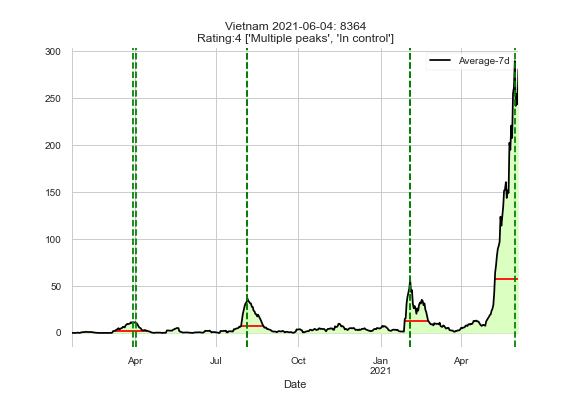 Vietnam 2021-06-04: 8364
Rating:4 ['Multiple peaks', 'In control']
300
Average-7d
250
200
150
100
50
0
Apr Jul Oct Jan Apr
2021
Date